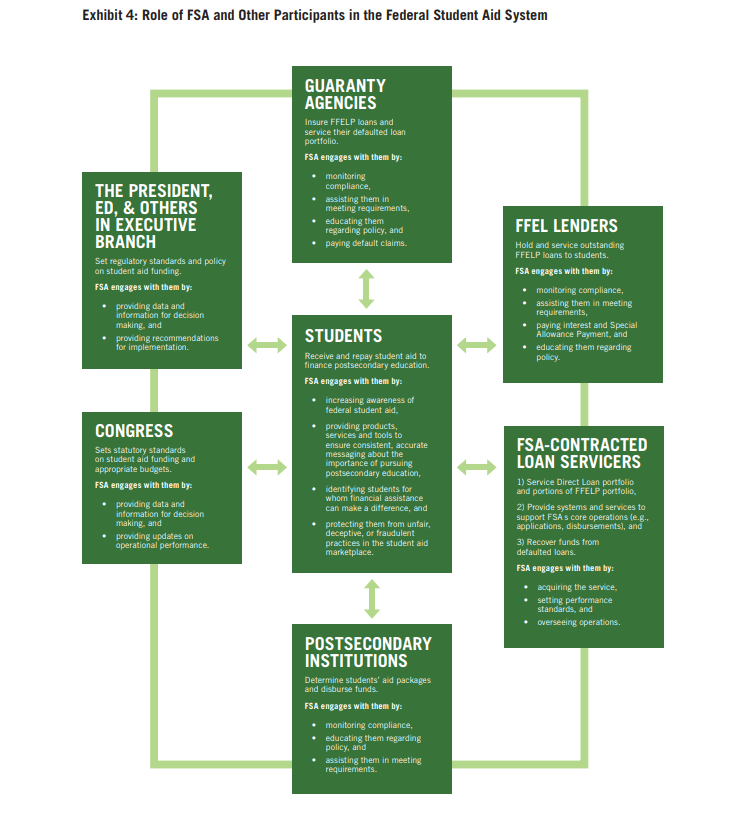 Exhibit 4: Role of FSA and Other Participants in the Federal Student Aid System
GUARANTY
AGENCIES
Insure FFELP loans and
service their defaulted loan
portfolio.
FSA engages with them by:
• monitoring
compliance,
• assisting them in
meeting requirements,
• educating them
regarding policy, and
• paying default claims.
THE PRESIDENT,
ED, & OTHERS
IN EXECUTIVE
BRANCH
Set regulatory standards and policy
on student aid funding.
FSA engages with them by:
• providing data and
information for decision
making, and
• providing recommendations
for implementation.
FFEL LENDERS
Hold and service outstanding
FFELP loans to students.
FSA engages with them by:
• monitoring compliance,
• assisting them in meeting
requirements,
• paying interest and Special
Allowance Payment, and
• educating them regarding
policy.
STUDENTS
Receive and repay student aid to
finance postsecondary education.
FSA engages with them by:
• increasing awareness of
federal student aid,
• providing products,
services and tools to
ensure consistent, accurate
messaging about the
importance of pursuing
postsecondary education,
• identifying students for
whom financial assistance
can make a difference, and
• protecting them from unfair,
deceptive, or fraudulent
practices in the student aid
marketplace.
CONGRESS
Sets statutory standards
on student aid funding and
appropriate budgets.
FSA engages with them by:
• providing data and
information for decision
making, and
• providing updates on
operational performance.
FSA-CONTRACTED
LOAN SERVICERS
1) Service Direct Loan portfolio
and portions of FFELP portfolio,
2) Provide systems and services to
support FSA s core operations (e.g.,
applications, disbursements), and
3) Recover funds from
defaulted loans.
FSA engages with them by:
• acquiring the service,
• setting performance
standards, and
• overseeing operations.
POSTSECONDARY
INSTITUTIONS
Determine students' aid packages
and disburse funds.
FSA engages with them by:
• monitoring compliance,
• educating them regarding
policy, and
• assisting them in meeting
requirements.